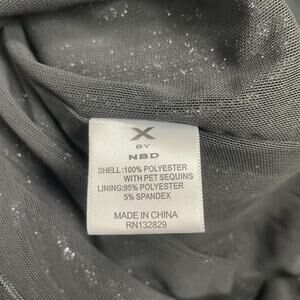 X
BY
NBD
SHELL:100% POLYESTER
WITH PET SEQUINS
LINING:95% POLYESTER
5% SPANDEX
MADE IN CHINA
RN132829